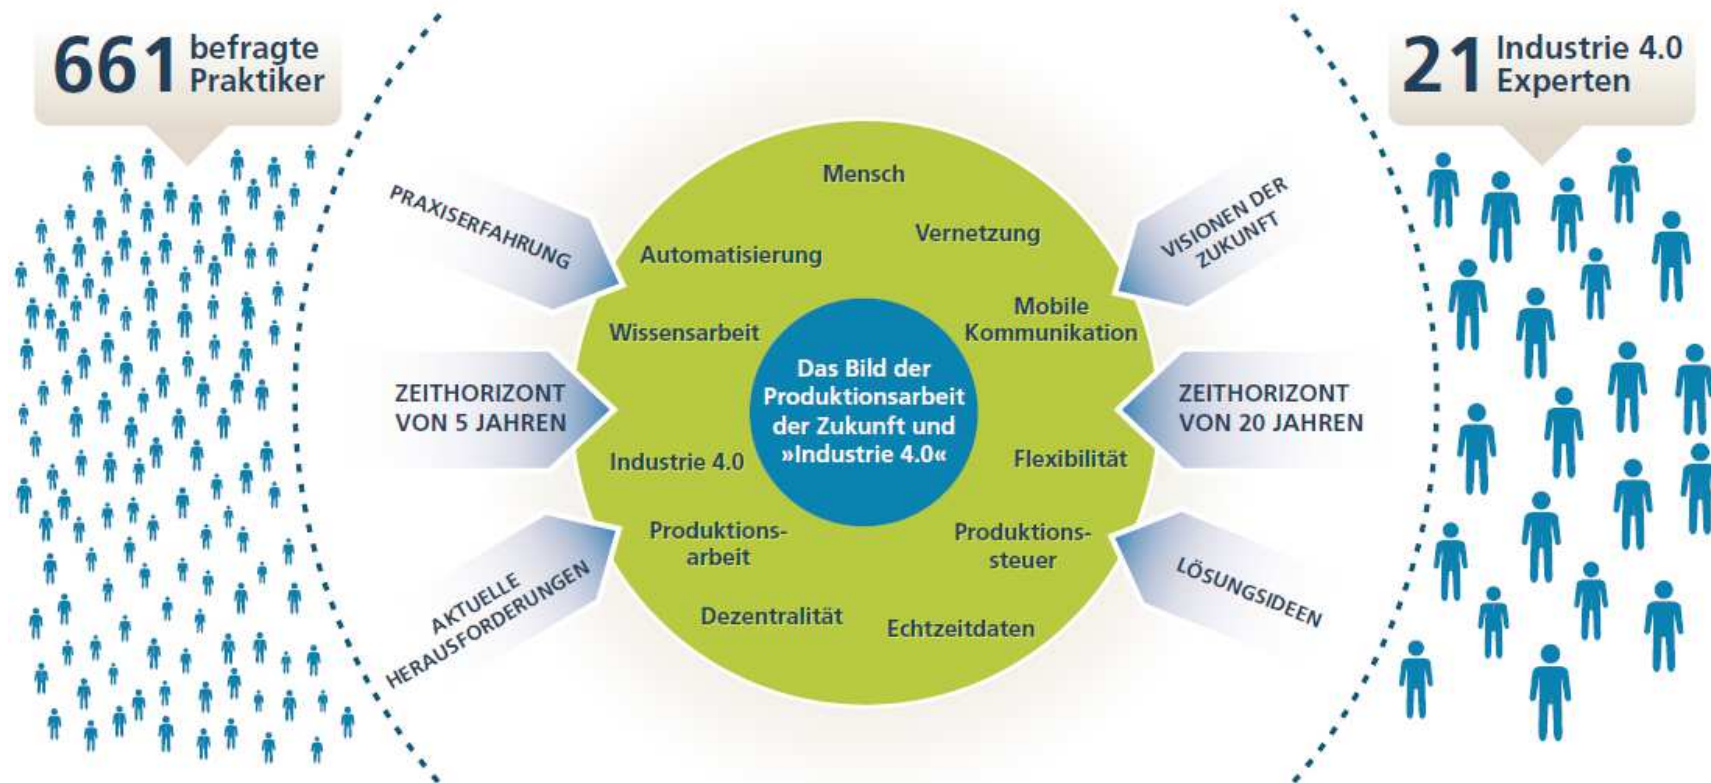 661 befragte
Praktiker
21 Industrie 4.0
Experten
PRAXISERFAHRUNG
ZEITHORIZONT
VON 5 JAHREN
AKTUELLE
HERAUSFORDERUNGEN
Mensch
Vernetzung
Automatisierung
Mobile
Kommunikation
Wissensarbeit
Das Bild der
Produktionsarbeit
der Zukunft und
»Industrie 4.0«
Industrie 4.0
Flexibilität
Produktions-
arbeit
Produktions-
steuer
Dezentralität
Echtzeitdaten
VISIONEN DER
ZUKUNFT
ZEITHORIZONT
VON 20 JAHREN
LÖSUNGSIDEEN